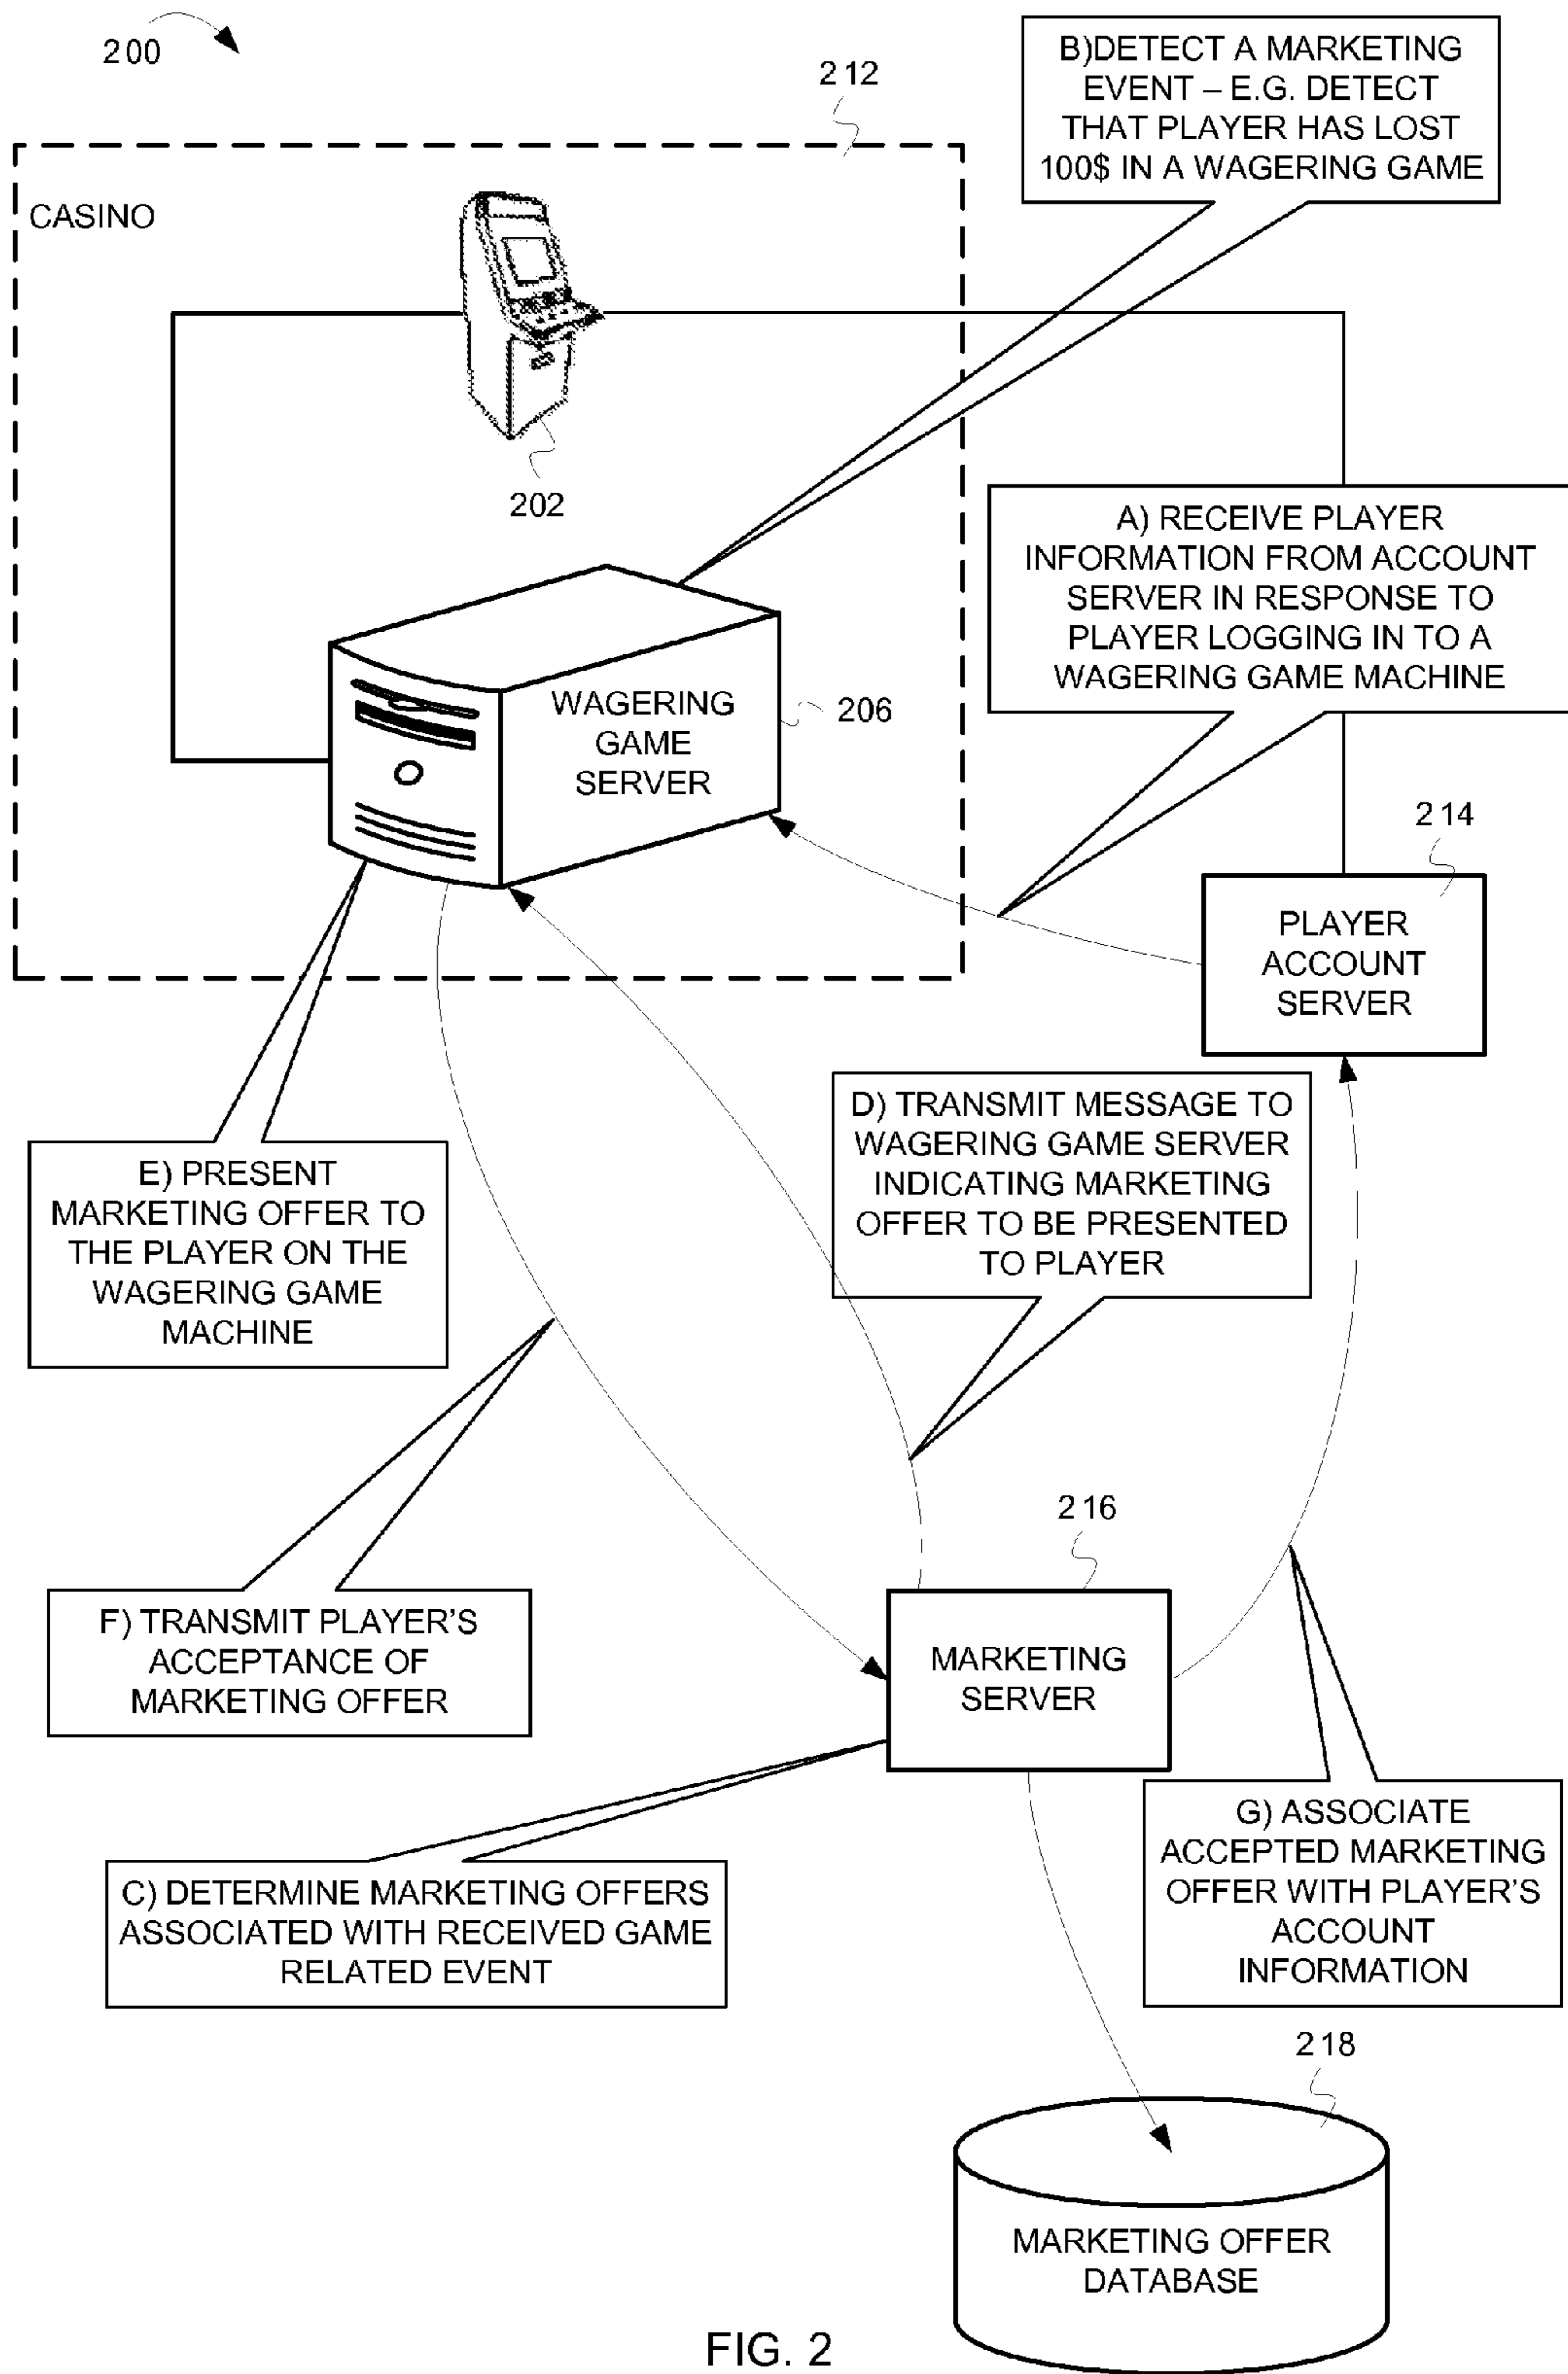 200
212
B)DETECT A MARKETING
EVENT – E.G. DETECT
THAT PLAYER HAS LOST
100$ IN A WAGERING GAME
CASINO
202
A) RECEIVE PLAYER
INFORMATION FROM ACCOUNT
SERVER IN RESPONSE TO
PLAYER LOGGING IN TO A
WAGERING GAME MACHINE
WAGERING
GAME
SERVER
206
214
PLAYER
ACCOUNT
SERVER
D) TRANSMIT MESSAGE TO
WAGERING GAME SERVER
INDICATING MARKETING
OFFER TO BE PRESENTED
TO PLAYER
E) PRESENT
MARKETING OFFER TO
THE PLAYER ON THE
WAGERING GAME
MACHINE
216
F) TRANSMIT PLAYER'S
ACCEPTANCE OF
MARKETING OFFER
MARKETING
SERVER
G) ASSOCIATE
ACCEPTED MARKETING
OFFER WITH PLAYER'S
ACCOUNT
INFORMATION
C) DETERMINE MARKETING OFFERS
ASSOCIATED WITH RECEIVED GAME
RELATED EVENT
218
MARKETING OFFER
DATABASE
FIG. 2